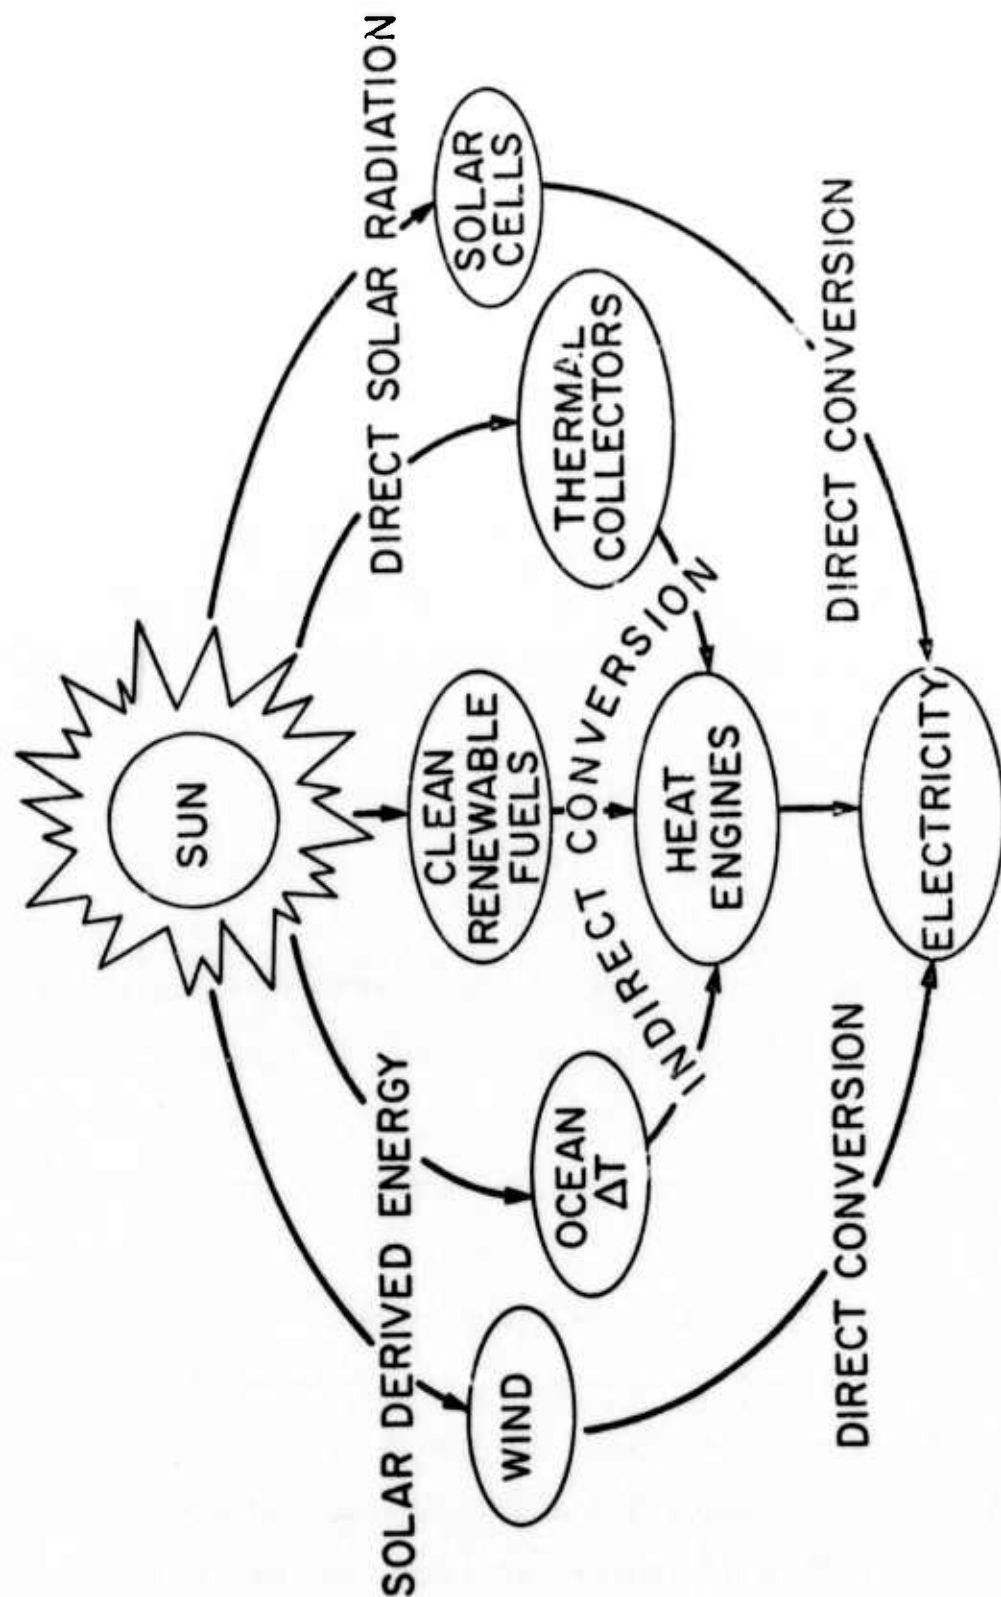 SUN
SOLAR DERIVED ENERGY
DIRECT SOLAR RADIATION
WIND
OCEAN
ΔT
CLEAN
RENEWABLE
FUELS
THERMAL
COLLECTORS
SOLAR
CELLS
INDIRECT CONVERSION
HEAT
ENGINES
DIRECT CONVERSION
DIRECT CONVERSION
ELECTRICITY